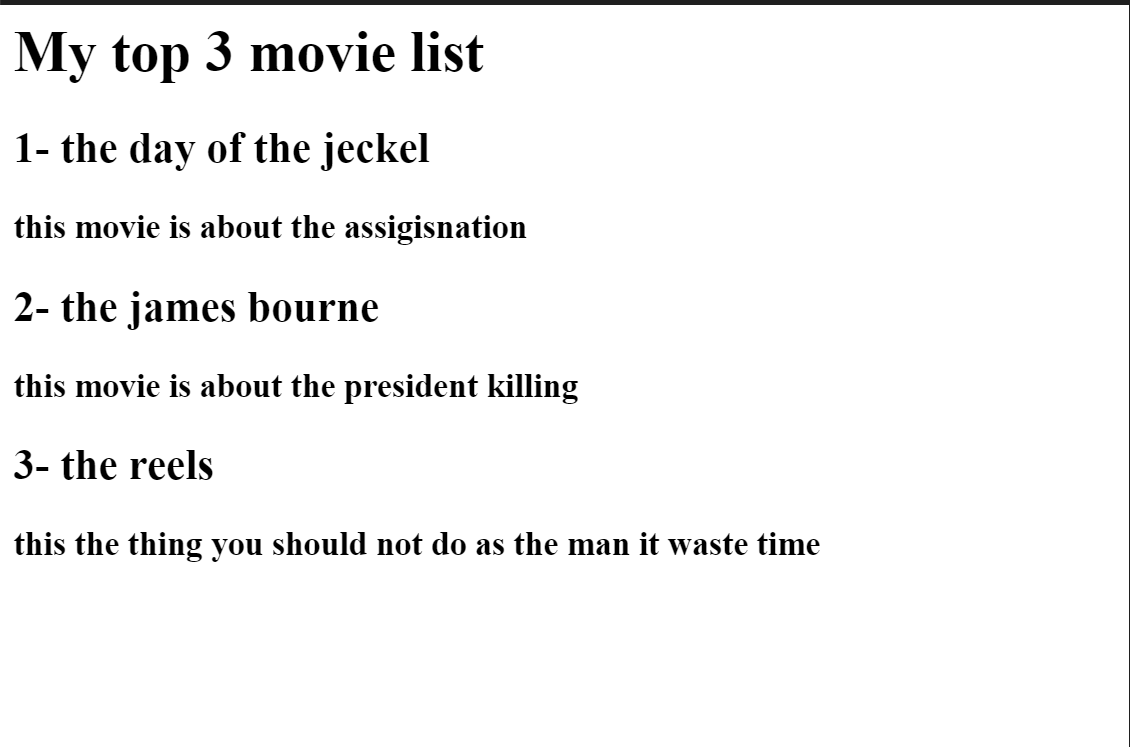 My top 3 movie list
1- the day of the jeckel
this movie is about the assigisnation
2- the james bourne
this movie is about the president killing
3- the reels
this the thing you should not do as the man it waste time